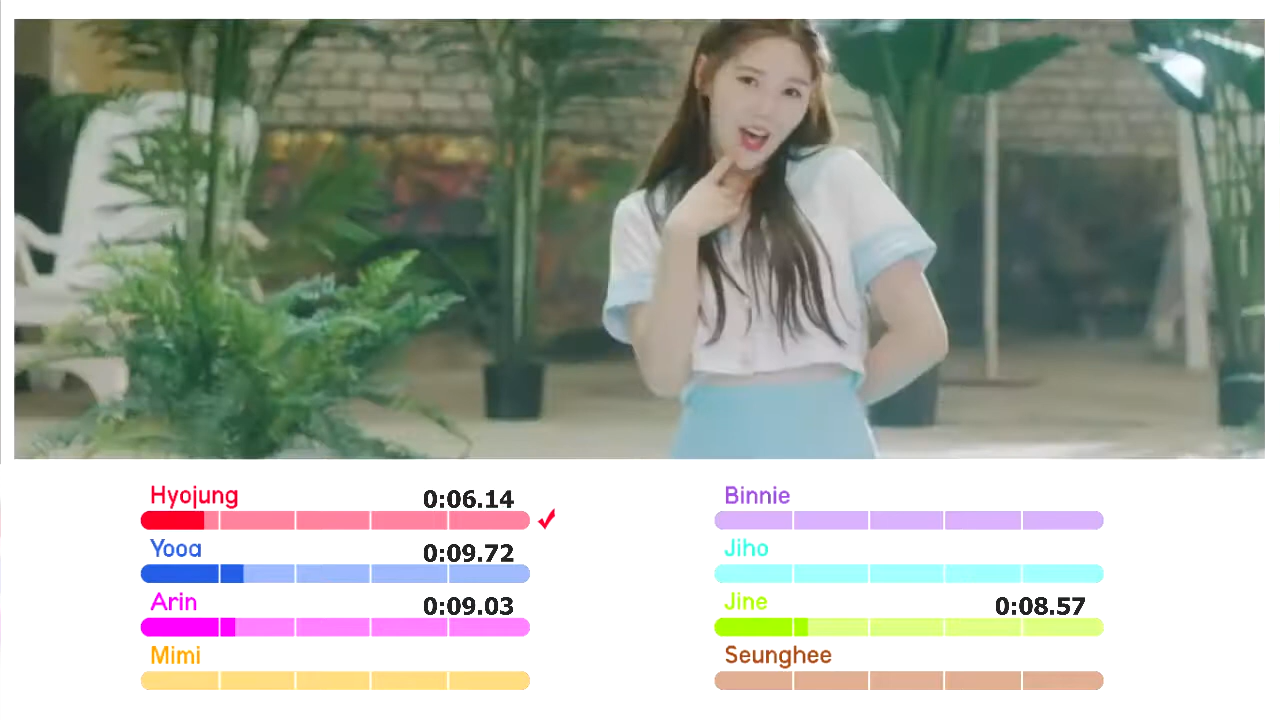 Hyojung 0:06.14
Yooa 0:09.72
Arin 0:09.03
Mimi
Binnie
Jiho
Jine 0:08.57
Seunghee